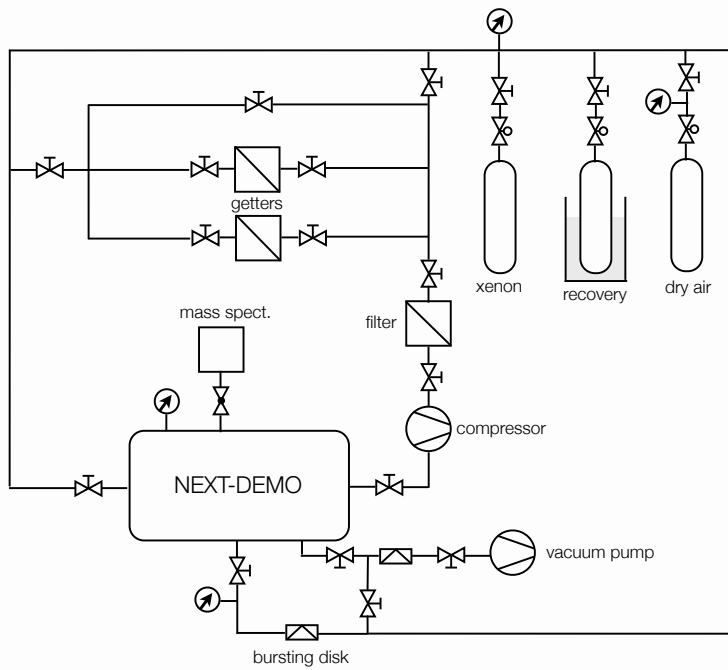 getters
xenon
recovery
dry air
mass spect.
filter
compressor
NEXT-DEMO
vacuum pump
bursting disk